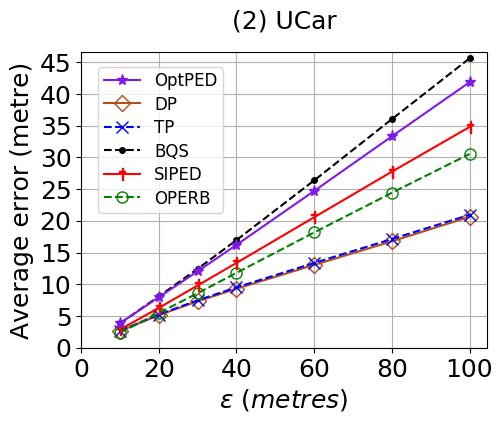 (2) UCar
Average error (metre)
45
40
35
30
25
20
15
10
5
0
OptPED
DP
TP
BQS
SIPED
OPERB
0 20 40 60 80 100
ε (metres)